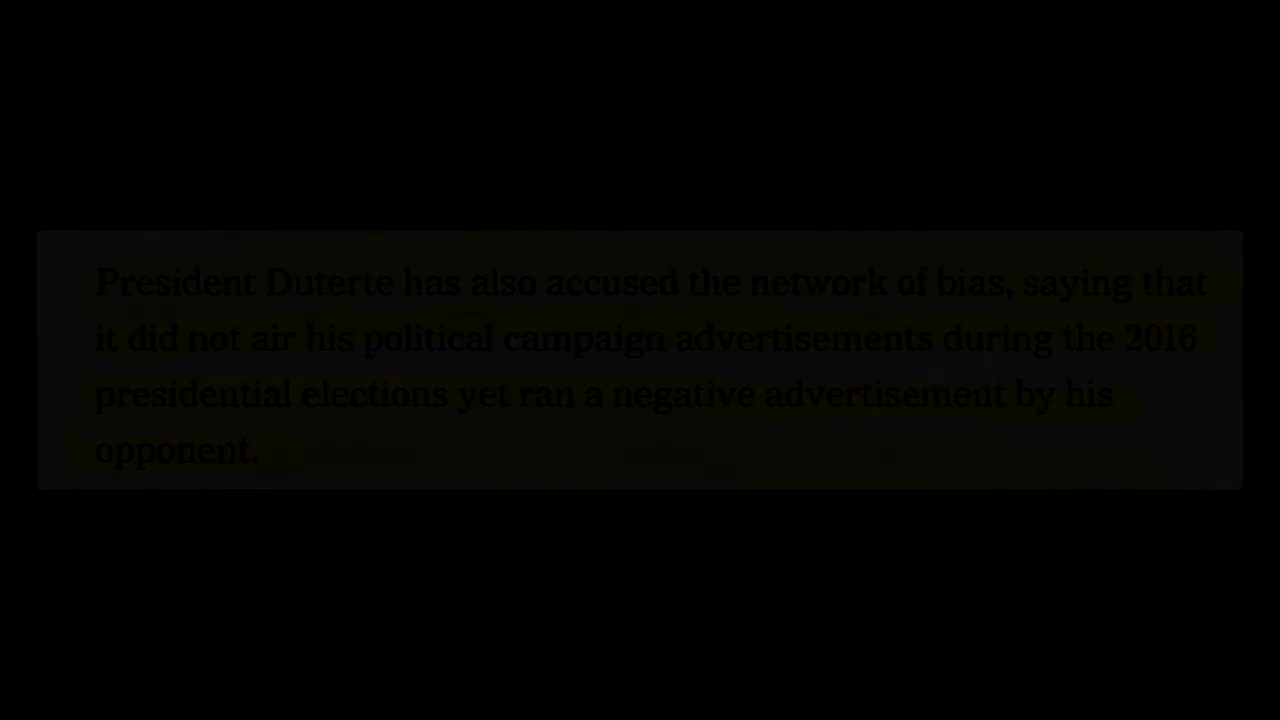 President Duterte has also accused the network of bias, saying that
it did not air his political campaign advertisements during the 2016
presidential elections yet ran a negative advertisement by his
opponent.